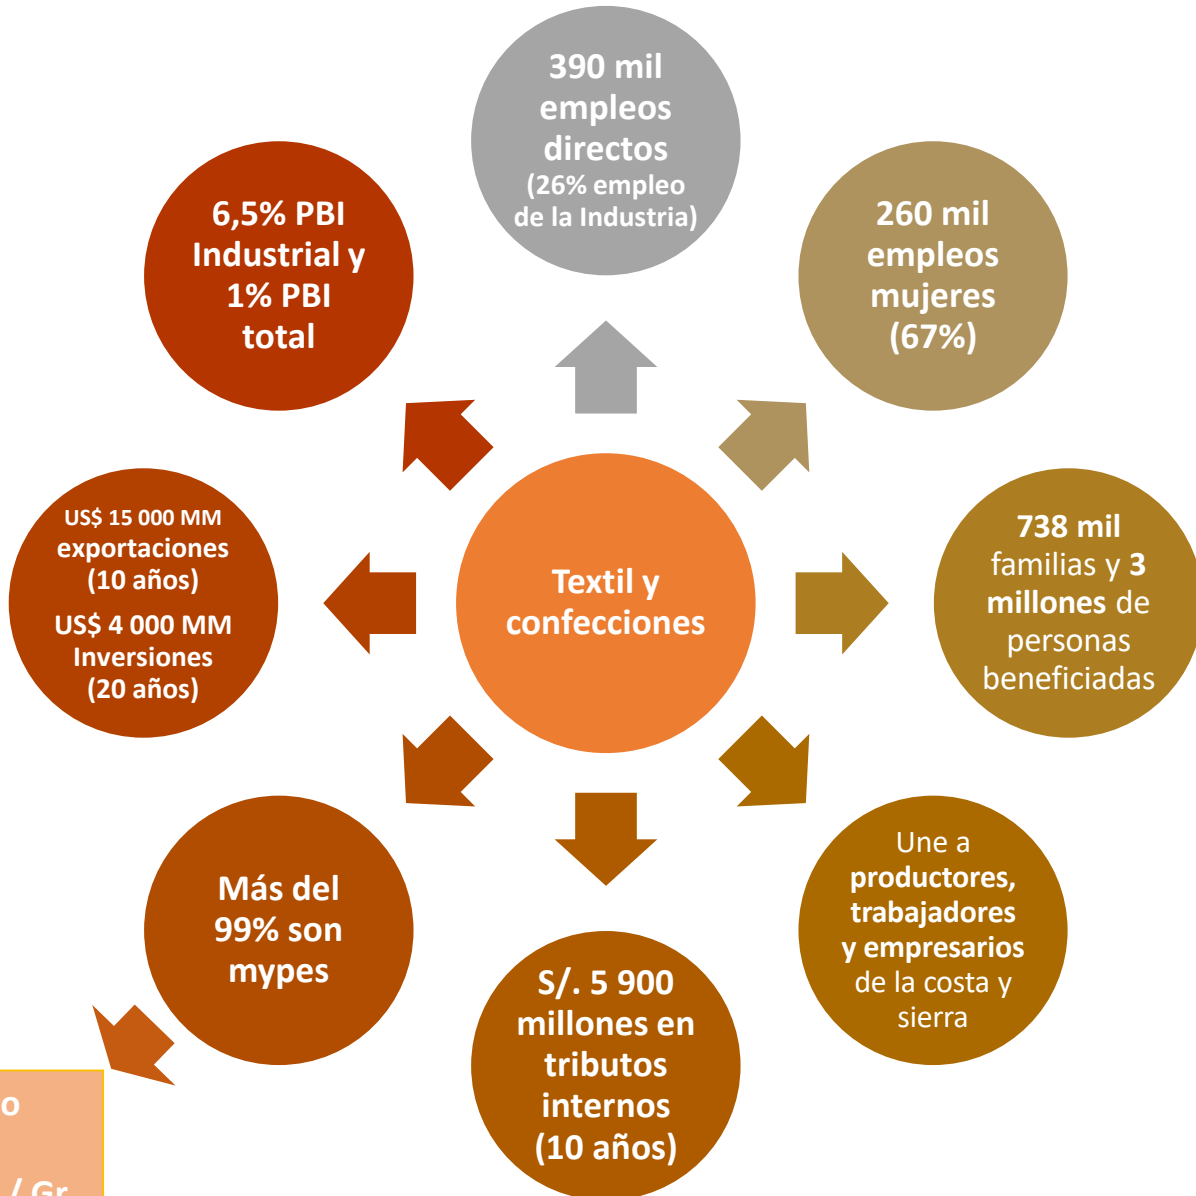 390 mil
empleos
directos
(26% empleo
de la Industria)
260 mil
empleos
mujeres
(67%)
738 mil
familias y 3
millones de
personas
beneficiadas
Une a
productores,
trabajadores
y empresarios
de la costa y
sierra
S/. 5 900
millones en
tributos
internos
(10 años)
Más del
99% son
mypes
US$ 15 000 MM
exportaciones
(10 años)
US$ 4 000 MM
Inversiones
(20 años)
6,5% PBI
Industrial y
1% PBI
total
Textil y
confecciones
o
/ Gr